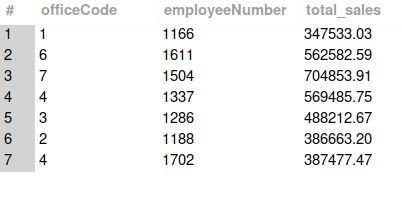 # officeCode employeeNumber total_sales
1 1 1166 347533.03
2 6 1611 562582.59
3 7 1504 704853.91
4 4 1337 569485.75
5 3 1286 488212.67
6 2 1188 386663.20
7 4 1702 387477.47